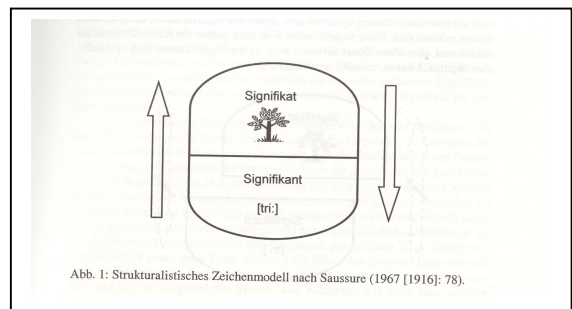 Signifikat
Signifikant
[tri:]
Abb. 1: Strukturalistisches Zeichenmodell nach Saussure (1967 [1916]: 78).